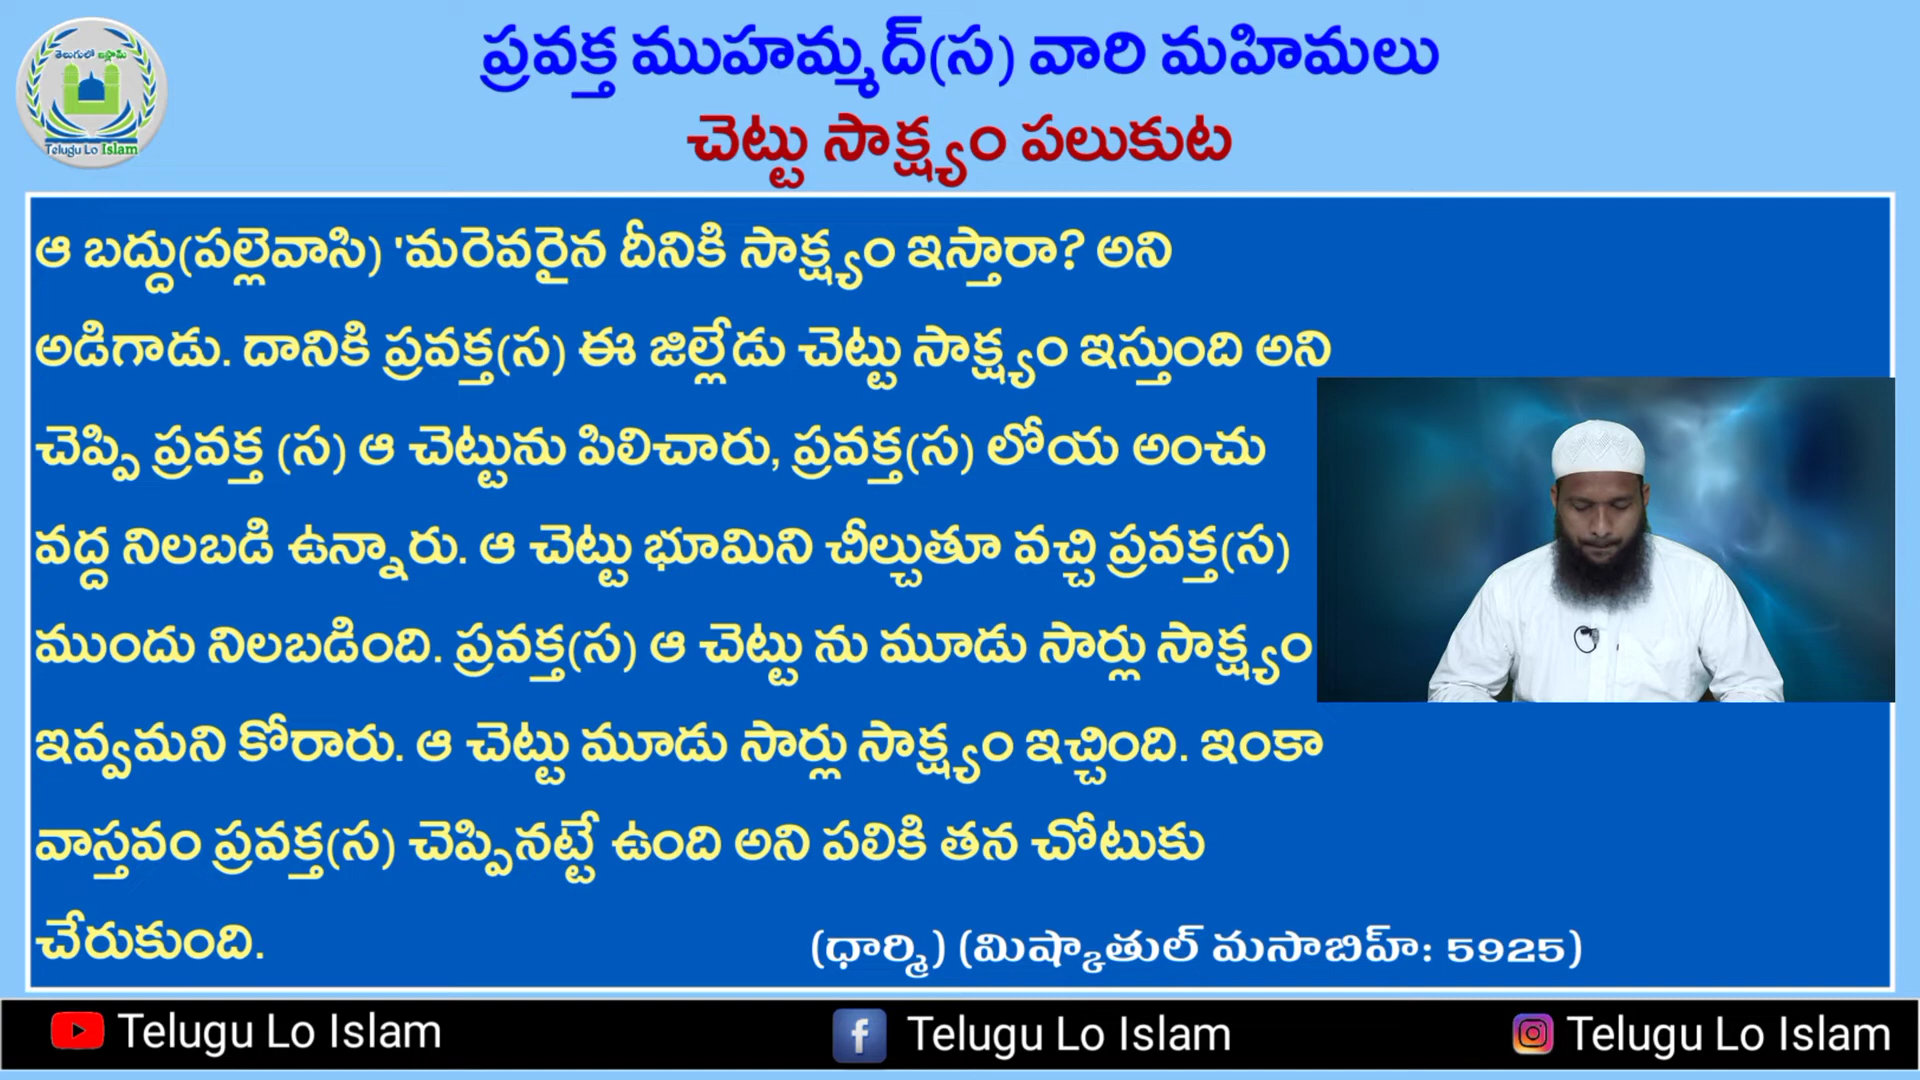 తెలుగులో ఇస్లామ్
Telugu Lo Islam
ప్రవక్త ముహమ్మద్(స) వారి మహిమలు
చెట్టు సాక్ష్యం పలుకుట
ఆ బద్దు(పల్లెవాసి) 'మరెవరైన దీనికి సాక్ష్యం ఇస్తారా? అని
అడిగాడు. దానికి ప్రవక్త(స) ఈ జిల్లేడు చెట్టు సాక్ష్యం ఇస్తుంది అని
చెప్పి ప్రవక్త (స) ఆ చెట్టును పిలిచారు, ప్రవక్త(స) లోయ అంచు
వద్ద నిలబడి ఉన్నారు. ఆ చెట్టు భూమిని చీల్చుతూ వచ్చి ప్రవక్త(స)
ముందు నిలబడింది. ప్రవక్త(స) ఆ చెట్టు ను మూడు సార్లు సాక్ష్యం
ఇవ్వమని కోరారు. ఆ చెట్టు మూడు సార్లు సాక్ష్యం ఇచ్చింది. ఇంకా
వాస్తవం ప్రవక్త(స) చెప్పినట్టే ఉంది అని పలికి తన చోటుకు
చేరుకుంది.
(ధార్మి) (మిష్కాతుల్ మసాబిహ్: 5925)
Telugu Lo Islam
Telugu Lo Islam
Telugu Lo Islam